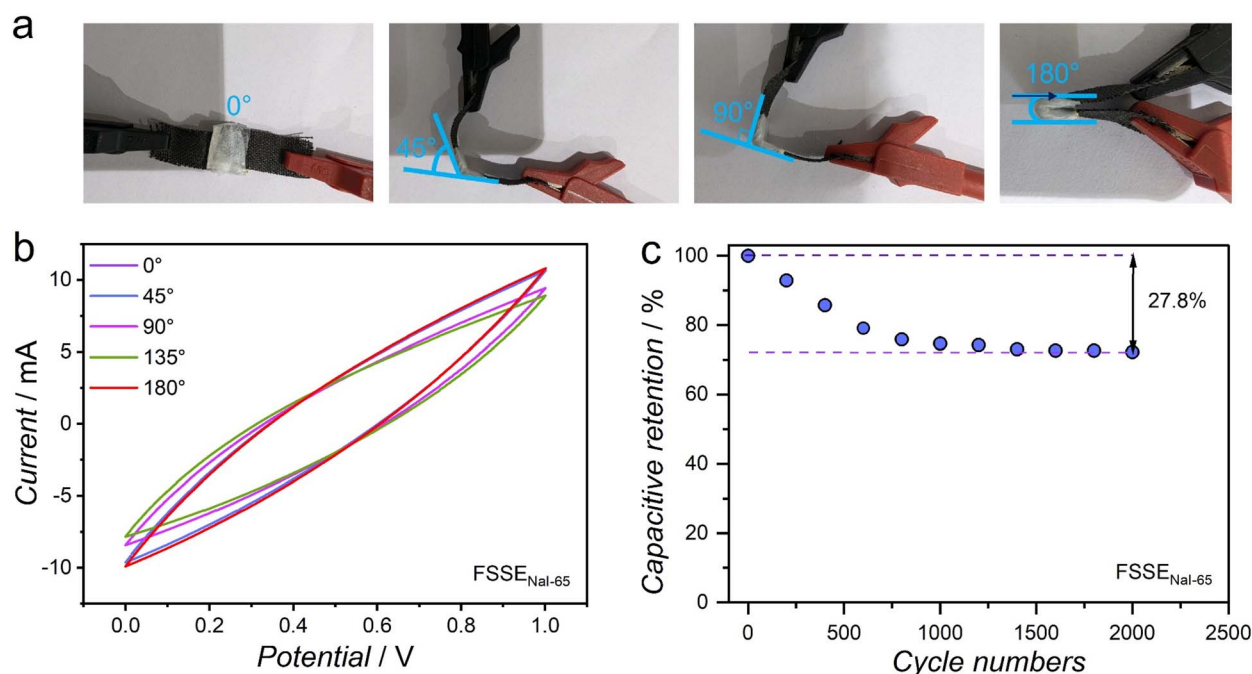 a
0°
45°
90°
180°
b
10
5
0
-5
-10
Current / mA
0°
45°
90°
135°
180°
FSSENaI-65
0.0 0.2 0.4 0.6 0.8 1.0
Potential / V
c
100
80
60
40
20
0
Capacitive retention / %
27.8%
FSSENaI-65
0 500 1000 1500 2000 2500
Cycle numbers